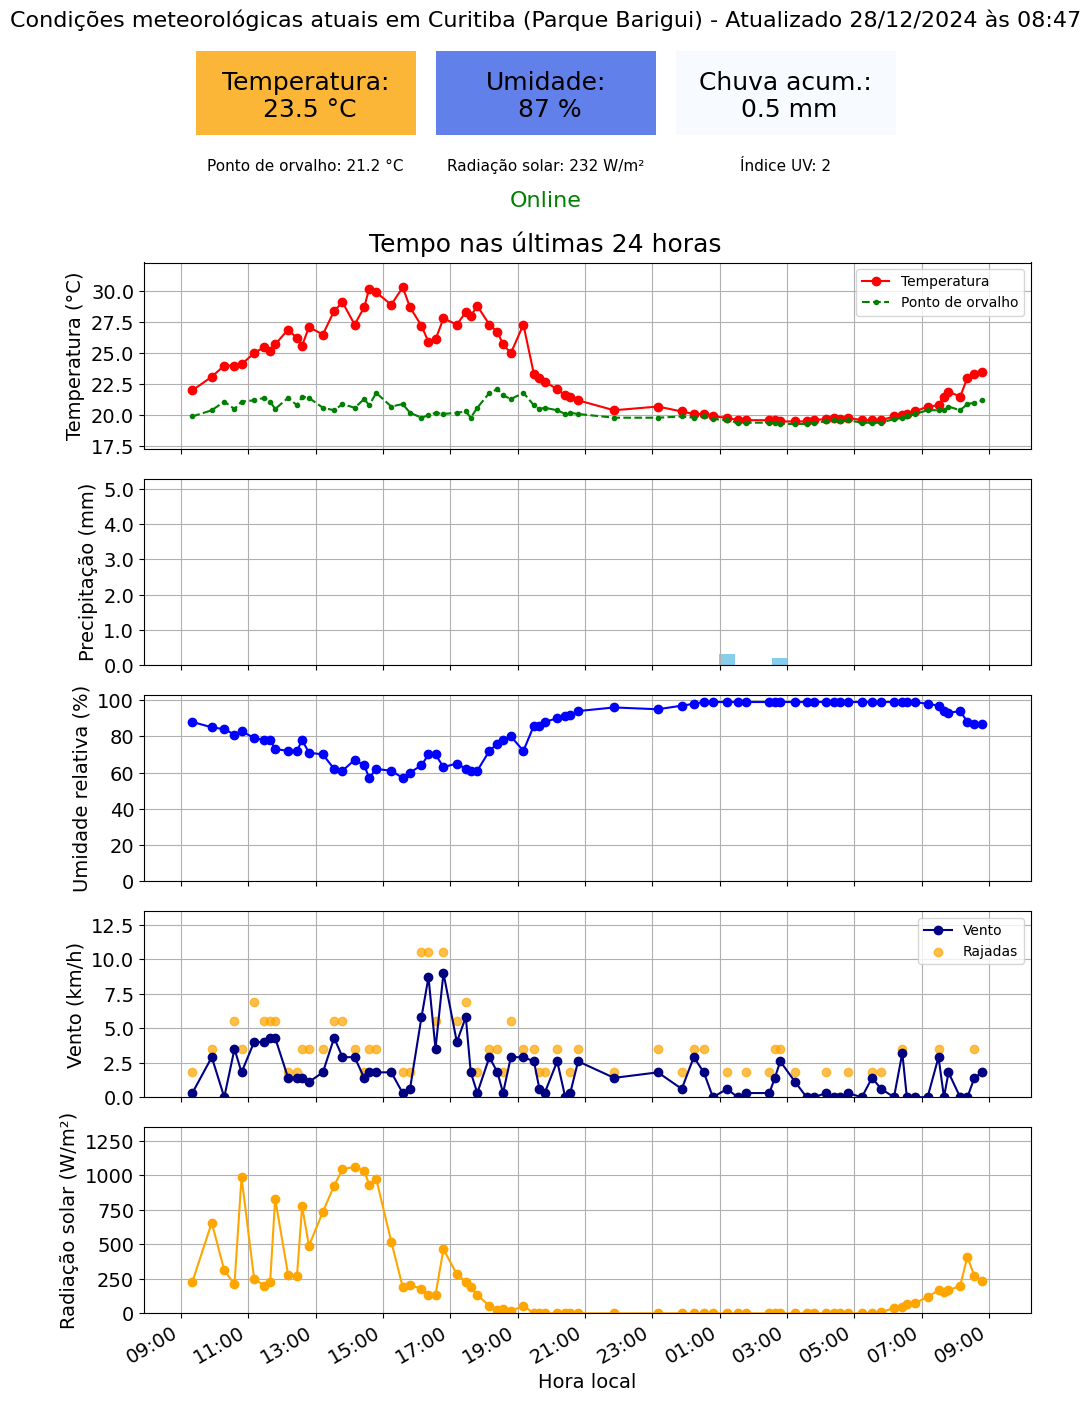 Condições meteorológicas atuais em Curitiba (Parque Barigui) - Atualizado 28/12/2024 às 08:47
Temperatura:
23.5 °C
Umidade:
87 %
Chuva acum.:
0.5 mm
Ponto de orvalho: 21.2 °C
Radiação solar: 232 W/m²
Índice UV: 2
Online
Tempo nas últimas 24 horas
Temperatura (°C)
30.0
27.5
25.0
22.5
20.0
17.5
Temperatura
Ponto de orvalho
Precipitação (mm)
5.0
4.0
3.0
2.0
1.0
0.0
Umidade relativa (%)
100
80
60
40
20
0
Vento (km/h)
12.5
10.0
7.5
5.0
2.5
0.0
Vento
Rajadas
Radiação solar (W/m²)
1250
1000
750
500
250
0
09:00
11:00
13:00
15:00
17:00
19:00
21:00
23:00
01:00
03:00
05:00
07:00
09:00
Hora local